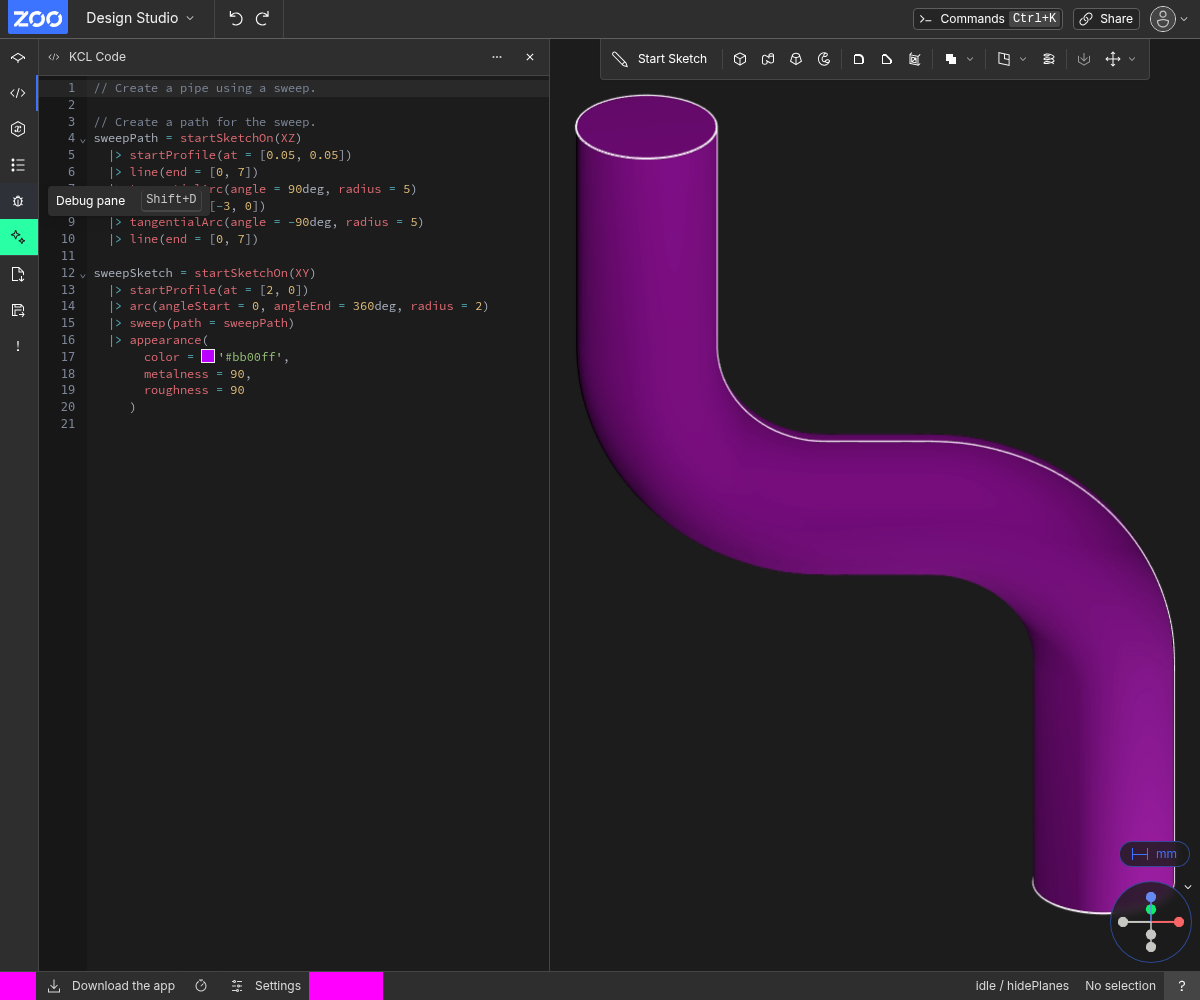 ZOO Design Studio Commands Ctrl+K Share
KCL Code
Start Sketch
1 // Create a pipe using a sweep.
2
3 // Create a path for the sweep.
4 sweepPath = startSketchOn(XZ)
5 |> startProfile(at = [0.05, 0.05])
6 |> line(end = [0, 7])
rc(angle = 90deg, radius = 5)
Debug pane Shift+D
[-3, 0])
9 |> tangentialArc(angle = -90deg, radius = 5)
10 |> line(end = [0, 7])
11
12 sweepSketch = startSketchOn(XY)
13 |> startProfile(at = [2, 0])
14 |> arc(angleStart = 0, angleEnd = 360deg, radius = 2)
15 |> sweep(path = sweepPath)
16 |> appearance(
17 color = '#bb00ff',
18 metalness = 90,
19 roughness = 90
20 )
21
mm
Download the app Settings idle / hidePlanes No selection ?